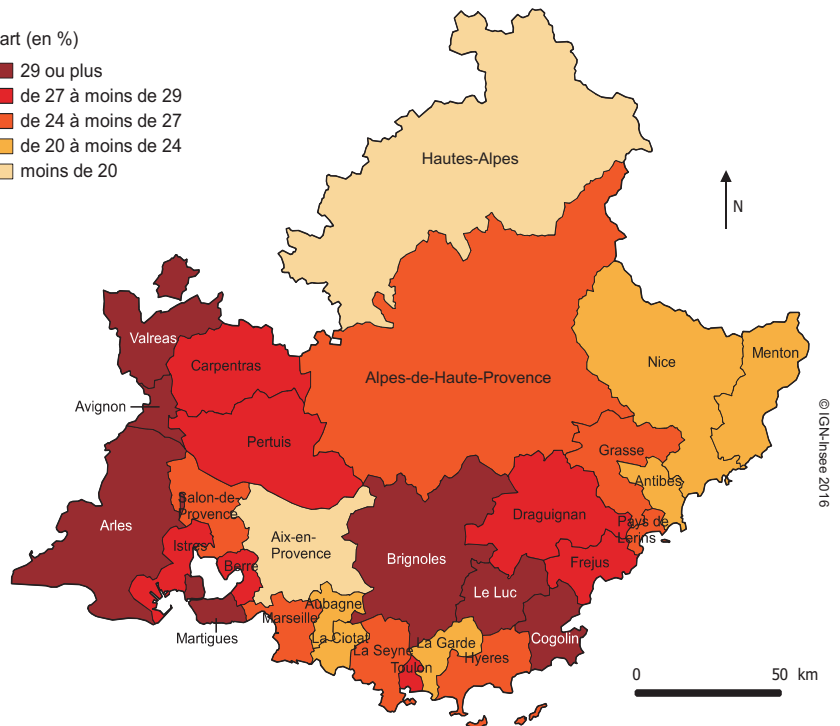 art (en %)
29 ou plus
de 27 à moins de 29
de 24 à moins de 27
de 20 à moins de 24
moins de 20
Hautes-Alpes
N
Valreas
Carpentras
Alpes-de-Haute-Provence
Nice
Menton
Avignon
Pertuis
Grasse
Antibes
Salon-de-
Provence
Arles
Draguignan
Pays de
Lerins
Istres
Aix-en-
Provence
Berre
Brignoles
Frejus
Le Luc
Martigues
Marseille
Aubagne
La Ciotat
La Seyne
La Garde
Cogolin
Toulon
Hyeres
0 50 km
© IGN-Insee 2016